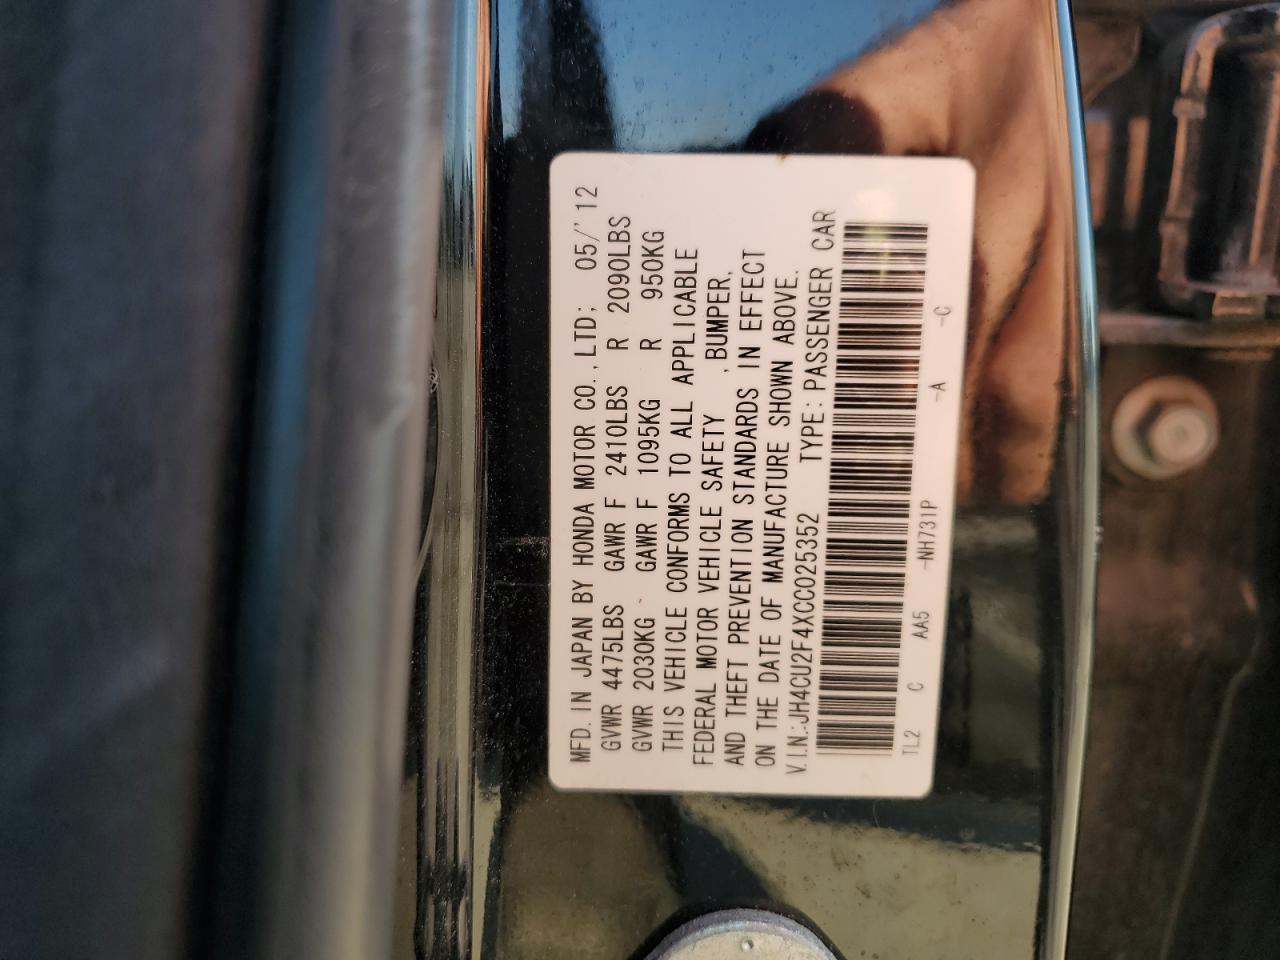 MFD. IN JAPAN BY HONDA MOTOR CO., LTD; 05/'12
GVWR 4475LBS GAWR F 2410LBS R 2090LBS
GVWR 2030KG GAWR F 1095KG R 950KG
THIS VEHICLE CONFORMS TO ALL APPLICABLE
FEDERAL MOTOR VEHICLE SAFETY , BUMPER,
AND THEFT PREVENTION STANDARDS IN EFFECT
ON THE DATE OF MANUFACTURE SHOWN ABOVE.
V.I.N.:JH4CU2F4XCC025352 TYPE: PASSENGER CAR
TL2 C AA5 -NH731P -A -C